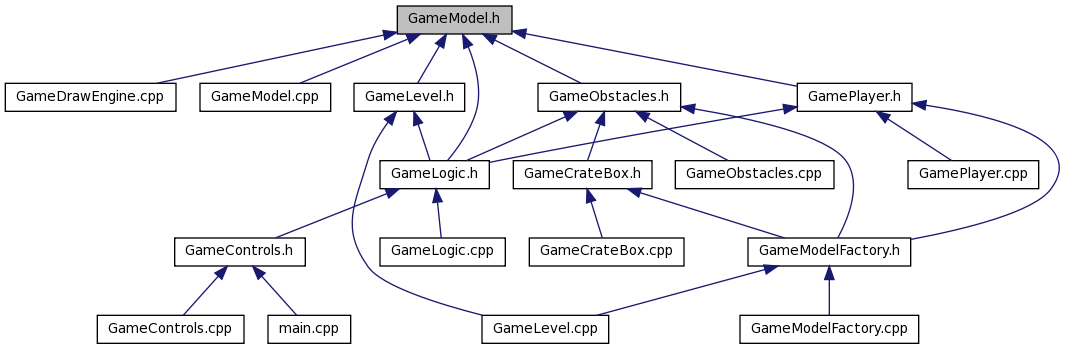 GameModel.h
GameDrawEngine.cpp
GameModel.cpp
GameLevel.h
GameObstacles.h
GamePlayer.h
GameLogic.h
GameCrateBox.h
GameObstacles.cpp
GamePlayer.cpp
GameControls.h
GameLogic.cpp
GameCrateBox.cpp
GameModelFactory.h
GameControls.cpp
main.cpp
GameLevel.cpp
GameModelFactory.cpp